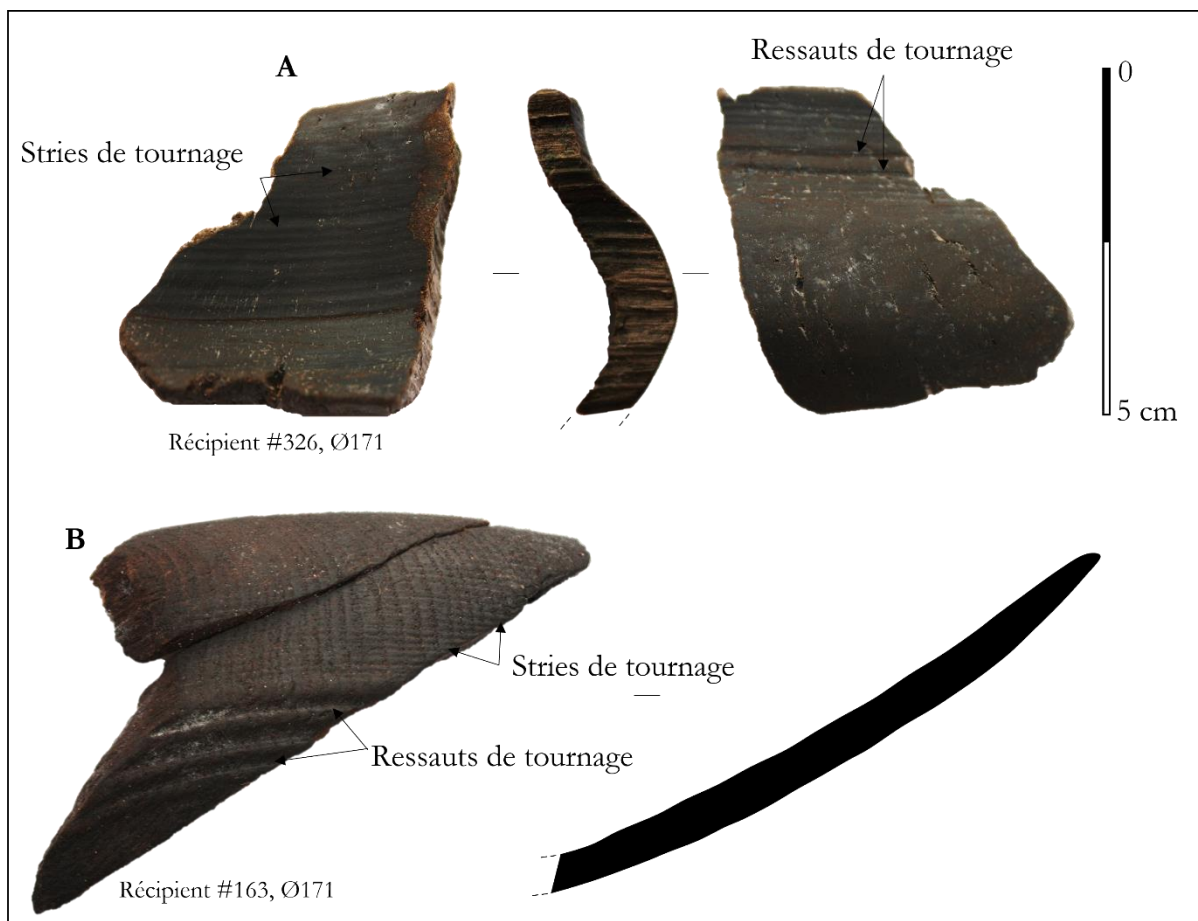 Ressauts de tournage
A
0
Stries de tournage
5 cm
Récipient #326, Ø171
B
Stries de tournage
Ressauts de tournage
Récipient #163, Ø171